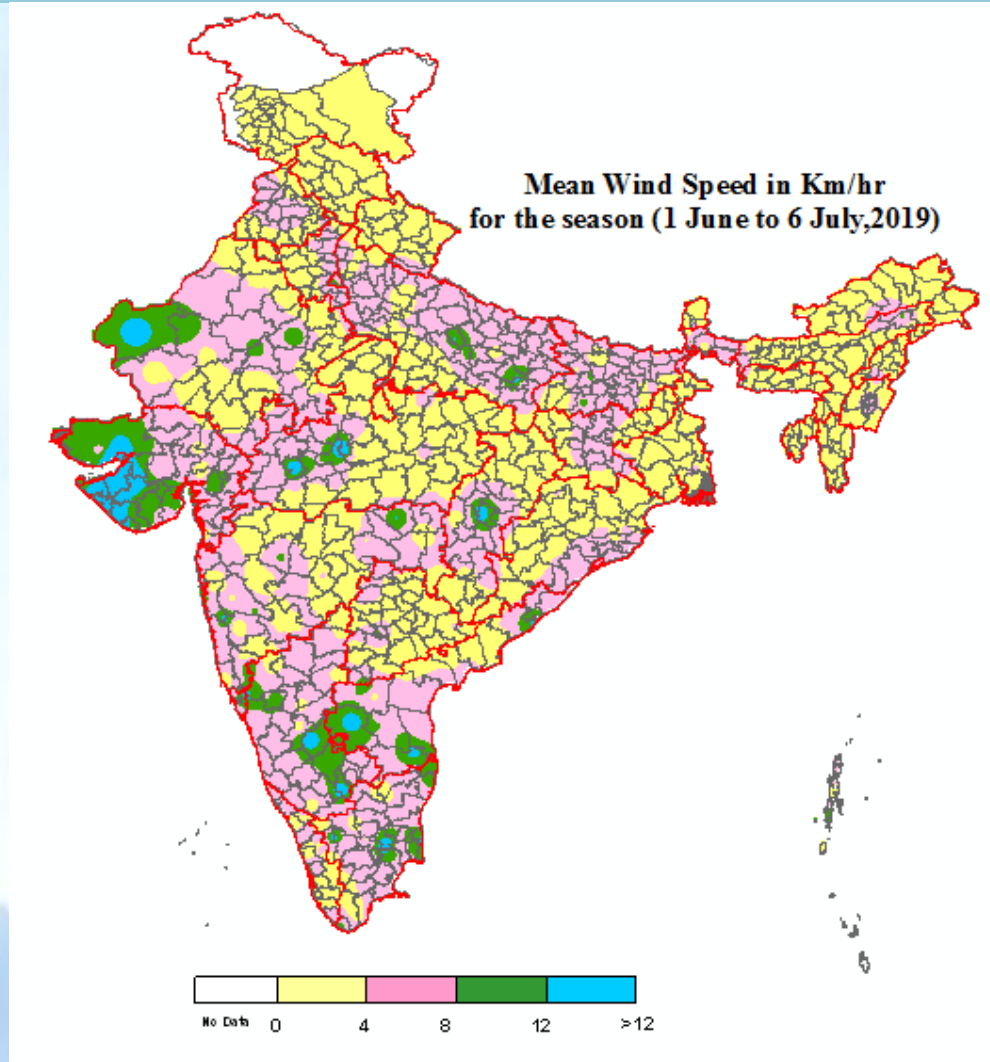 Mean Wind Speed in Km/hr
for the season (1 June to 6 July,2019)
No Data 0 4 8 12 >12